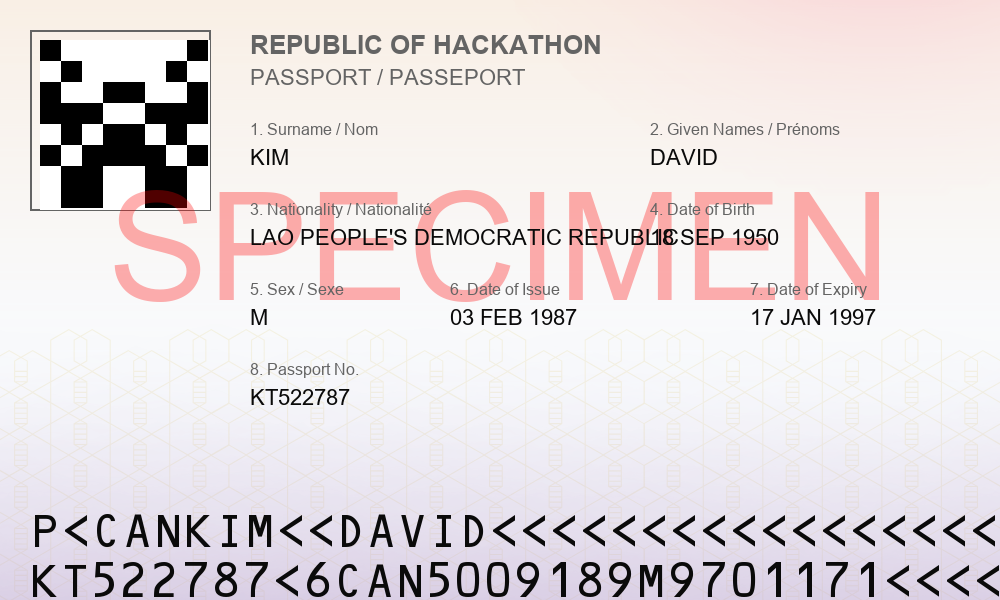 REPUBLIC OF HACKATHON
PASSPORT / PASSEPORT
1. Surname / Nom 2. Given Names / Prénoms
KIM DAVID
SPECIMEN
3. Nationality / Nationalité 4. Date of Birth
LAO PEOPLE'S DEMOCRATIC REPUBLIC 18 SEP 1950
5. Sex / Sexe 6. Date of Issue 7. Date of Expiry
M 03 FEB 1987 17 JAN 1997
8. Passport No.
KT522787
P<CANKIM<<DAVID<<<<<<<<<<<<<<<<<
KT522787<6CAN5009189M9701171<<<<